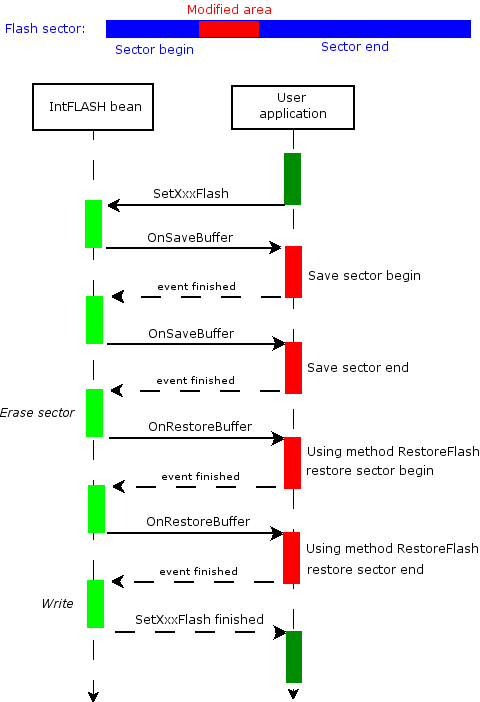 Modified area
Flash sector:
Sector begin
Sector end
IntFLASH bean
User
application
SetXxxFlash
OnSaveBuffer
Save sector begin
event finished
OnSaveBuffer
Save sector end
event finished
Erase sector
OnRestoreBuffer
Using method RestoreFlash
restore sector begin
event finished
OnRestoreBuffer
Using method RestoreFlash
restore sector end
event finished
Write
SetXxxFlash finished